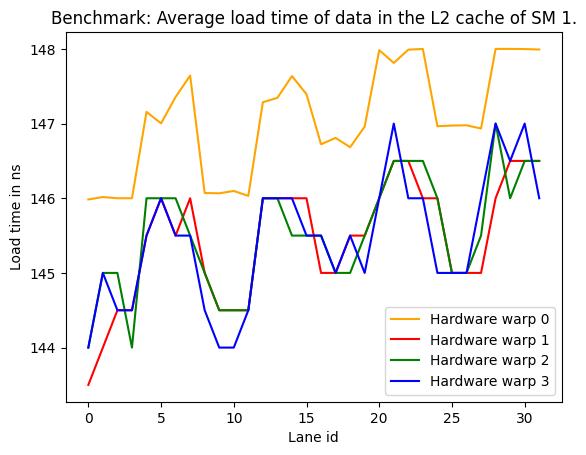 Benchmark: Average load time of data in the L2 cache of SM 1.
148
147
146
145
144
Load time in ns
0
5
10
15
20
25
30
Lane id
Hardware warp 0
Hardware warp 1
Hardware warp 2
Hardware warp 3